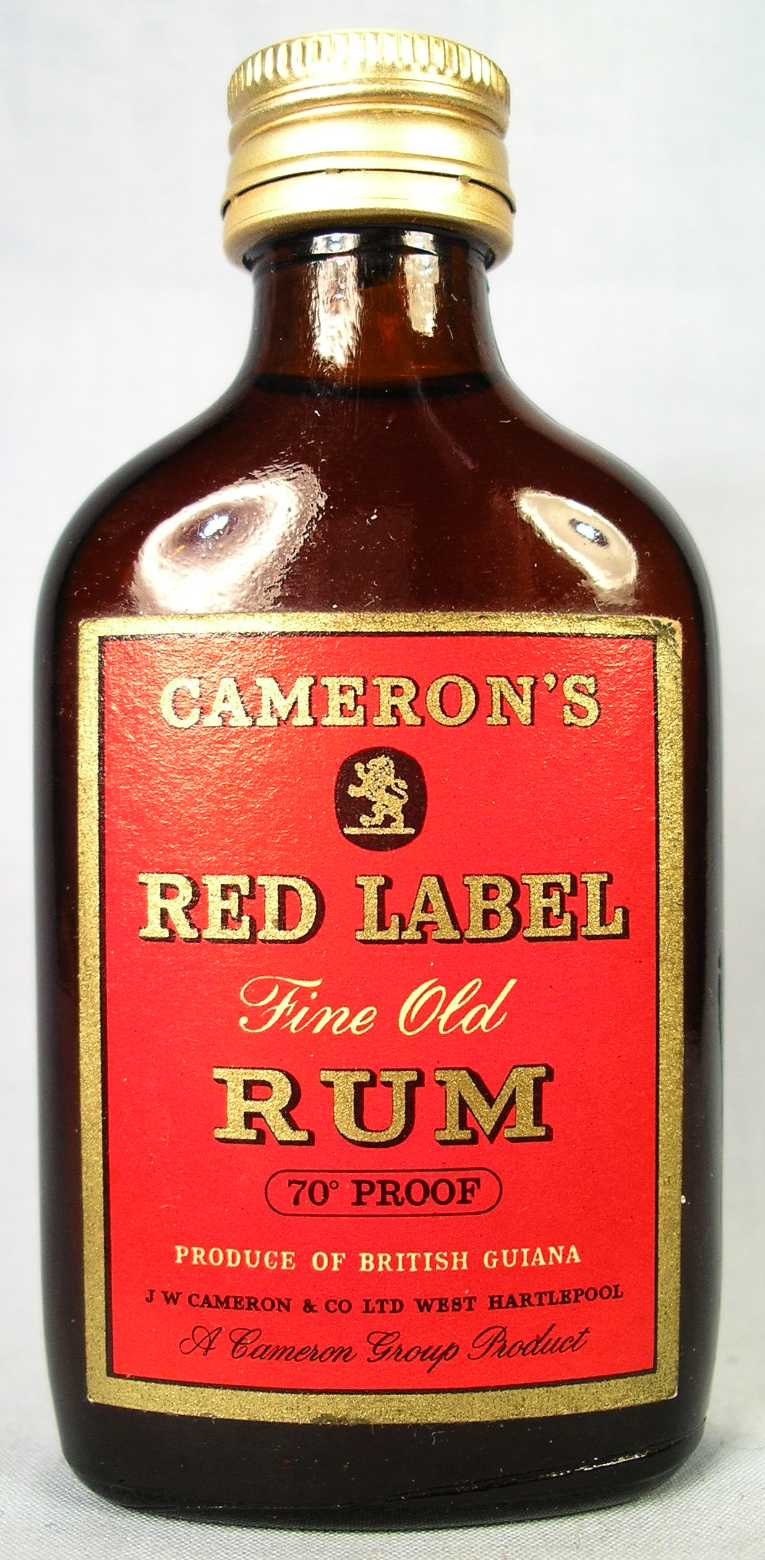 CAMERON'S
RED LABEL
Fine Old
RUM
70° PROOF
PRODUCE OF BRITISH GUIANA
J W CAMERON & CO LTD WEST HARTLEPOOL
A Cameron Group Product